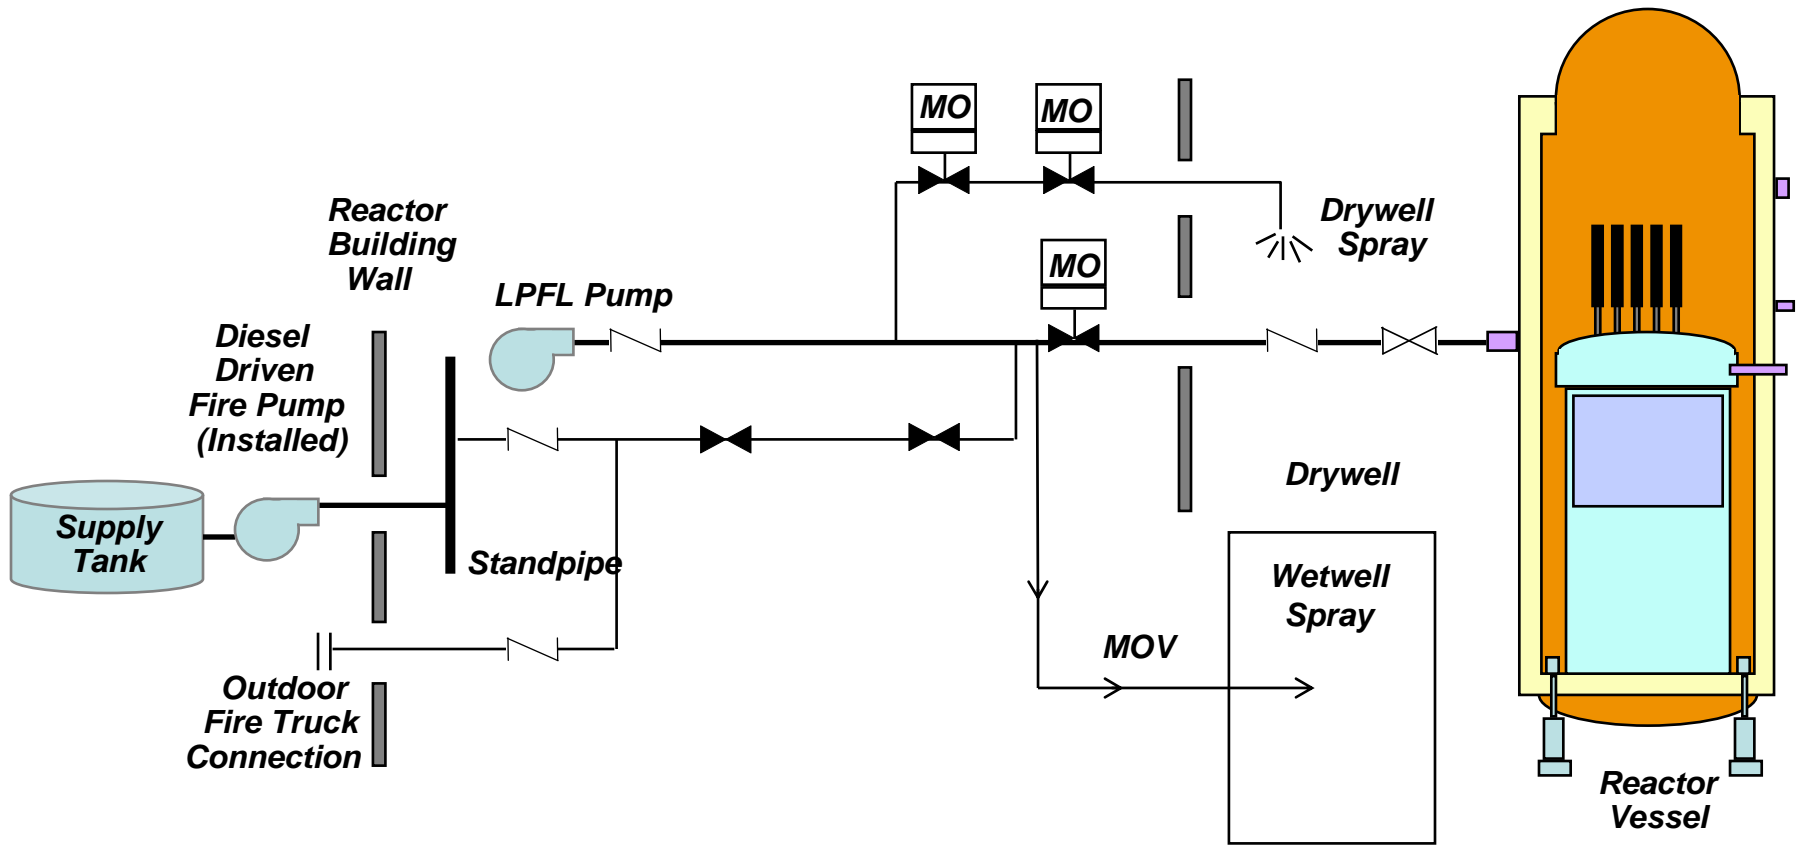 MO
MO
Reactor
Building
Wall
Drywell
Spray
MO
LPFL Pump
Diesel
Driven
Fire Pump
(Installed)
Drywell
Supply
Tank
Standpipe
Wetwell
Spray
MOV
Outdoor
Fire Truck
Connection
Reactor
Vessel